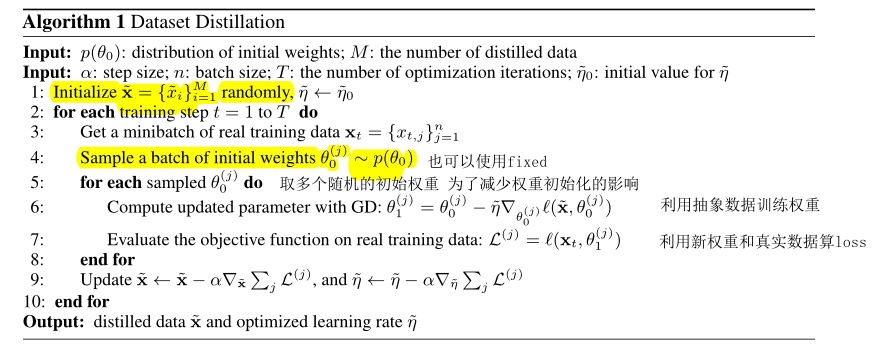 Algorithm 1 Dataset Distillation
Input: p(θ₀): distribution of initial weights; M: the number of distilled data
Input: α: step size; n: batch size; T: the number of optimization iterations; η̃₀: initial value for η̃
1: Initialize x̃ = {x̃ᵢ}ᵢ₌₁ᴹ randomly, η̃ ← η̃₀
2: for each training step t = 1 to T do
3: Get a minibatch of real training data xₜ = {xₜ,ⱼ}ⱼ₌₁ⁿ
4: Sample a batch of initial weights θ₀⁽ʲ⁾ ∼ p(θ₀) 也可以使用fixed
5: for each sampled θ₀⁽ʲ⁾ do 取多个随机的初始权重 为了减少权重初始化的影响
6: Compute updated parameter with GD: θ₁⁽ʲ⁾ = θ₀⁽ʲ⁾ − η̃∇_θ₀⁽ʲ⁾ ℓ(x̃, θ₀⁽ʲ⁾) 利用抽象数据训练权重
7: Evaluate the objective function on real training data: ℒ⁽ʲ⁾ = ℓ(xₜ, θ₁⁽ʲ⁾) 利用新权重和真实数据算loss
8: end for
9: Update x̃ ← x̃ − α∇_x̃ ∑ⱼ ℒ⁽ʲ⁾, and η̃ ← η̃ − α∇_η̃ ∑ⱼ ℒ⁽ʲ⁾
10: end for
Output: distilled data x̃ and optimized learning rate η̃